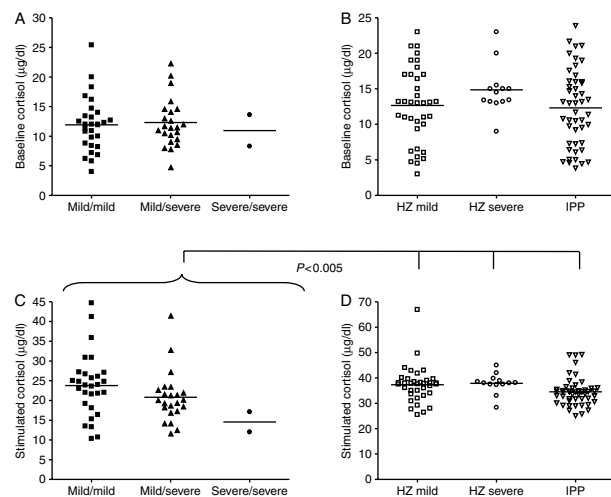 A
Baseline cortisol (µg/dl)
30
25
20
15
10
5
0
Mild/mild Mild/severe Severe/severe
B
Baseline cortisol (µg/dl)
25
20
15
10
5
0
HZ mild HZ severe IPP
P<0.005
C
Stimulated cortisol (µg/dl)
45
40
35
30
25
20
15
10
5
0
Mild/mild Mild/severe Severe/severe
D
Stimulated cortisol (µg/dl)
70
60
50
40
30
20
10
0
HZ mild HZ severe IPP